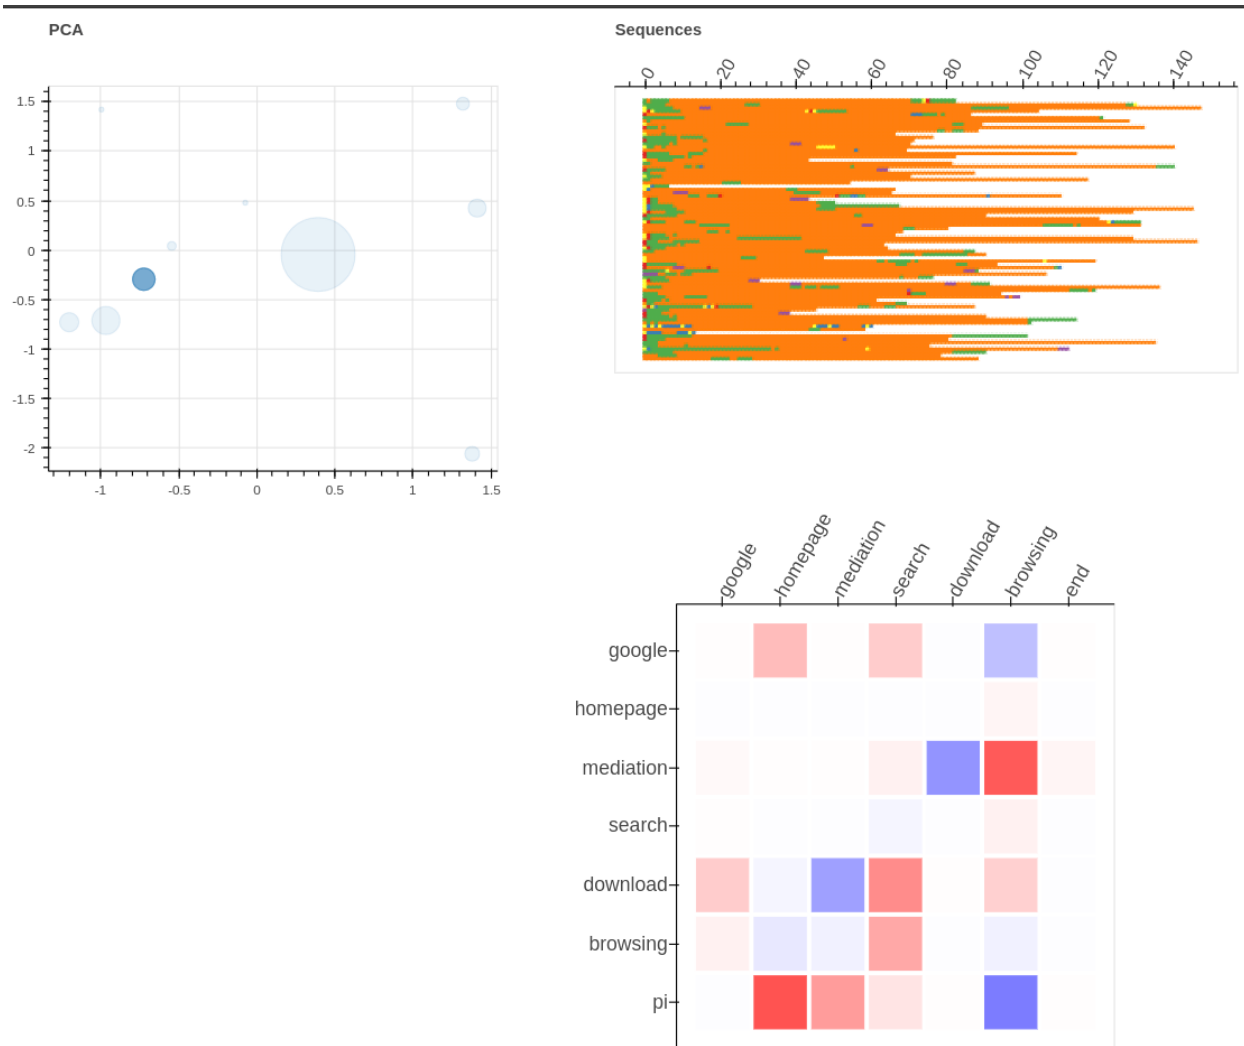 PCA
1.5
1
0.5
0
-0.5
-1
-1.5
-2
-1 -0.5 0 0.5 1 1.5
Sequences
0 20 40 60 80 100 120 140
google homepage mediation search download browsing end
google
homepage
mediation
search
download
browsing
pi